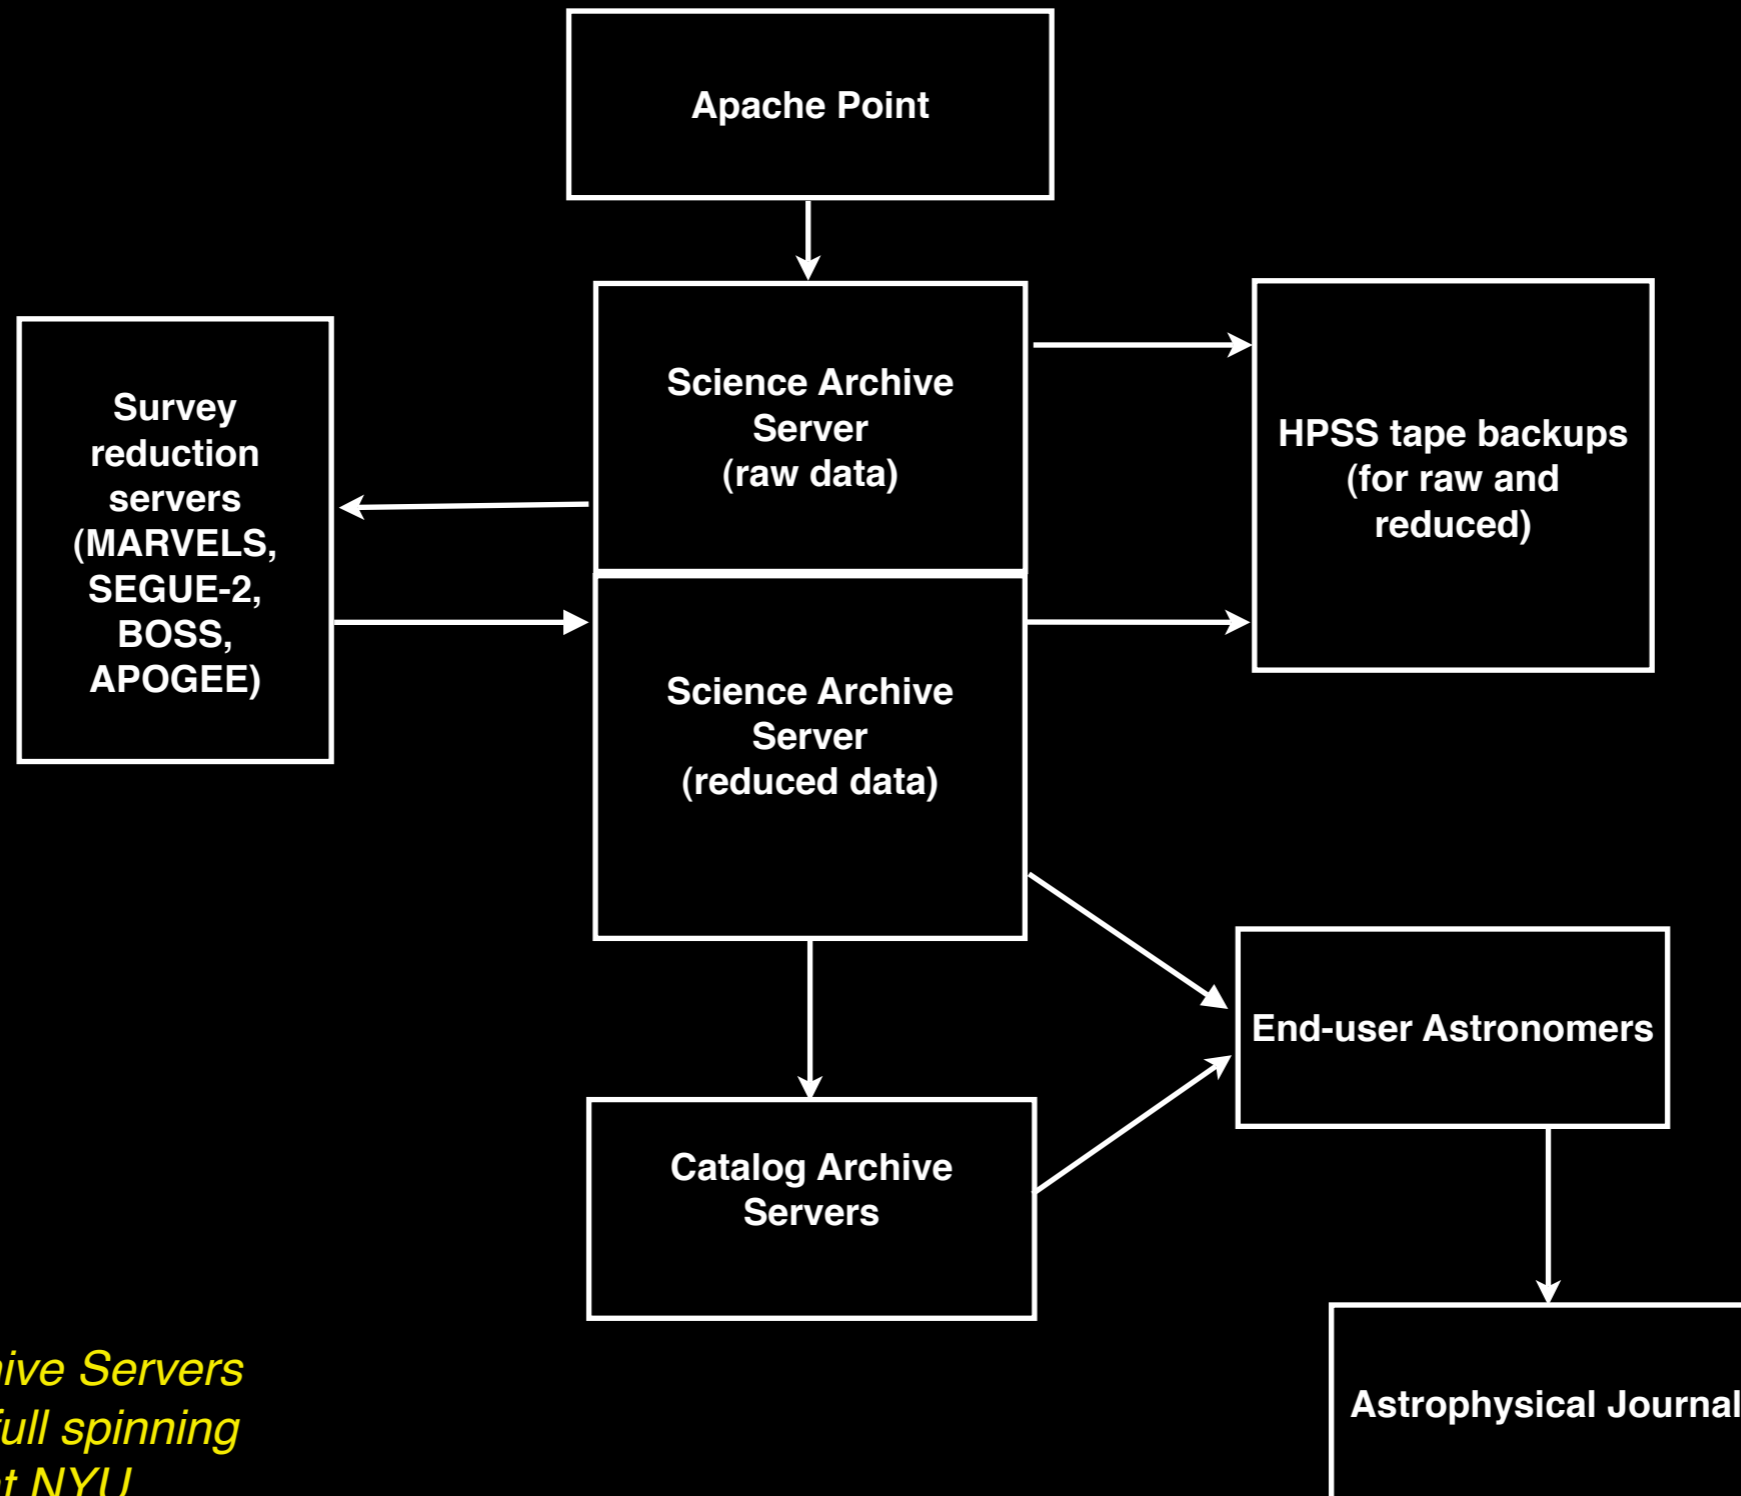 Apache Point
Science Archive
Server
(raw data)
HPSS tape backups
(for raw and
reduced)
Survey
reduction
servers
(MARVELS,
SEGUE-2,
BOSS,
APOGEE)
Science Archive
Server
(reduced data)
End-user Astronomers
Catalog Archive
Servers
Astrophysical Journal
Servers
full spinning
NYU